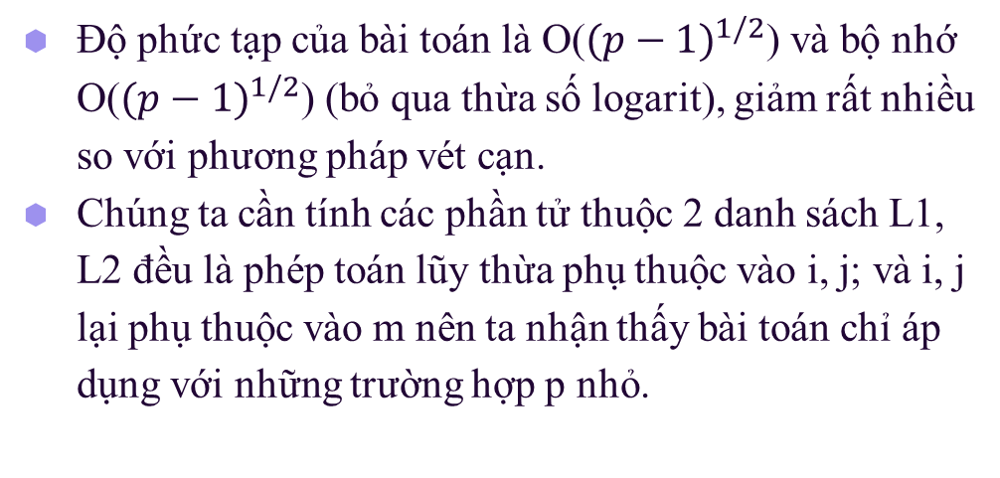 Độ phức tạp của bài toán là O((𝑝 − 1)^{1/2}) và bộ nhớ
O((𝑝 − 1)^{1/2}) (bỏ qua thừa số logarit), giảm rất nhiều
so với phương pháp vét cạn.
Chúng ta cần tính các phần tử thuộc 2 danh sách L1,
L2 đều là phép toán lũy thừa phụ thuộc vào i, j; và i, j
lại phụ thuộc vào m nên ta nhận thấy bài toán chỉ áp
dụng với những trường hợp p nhỏ.